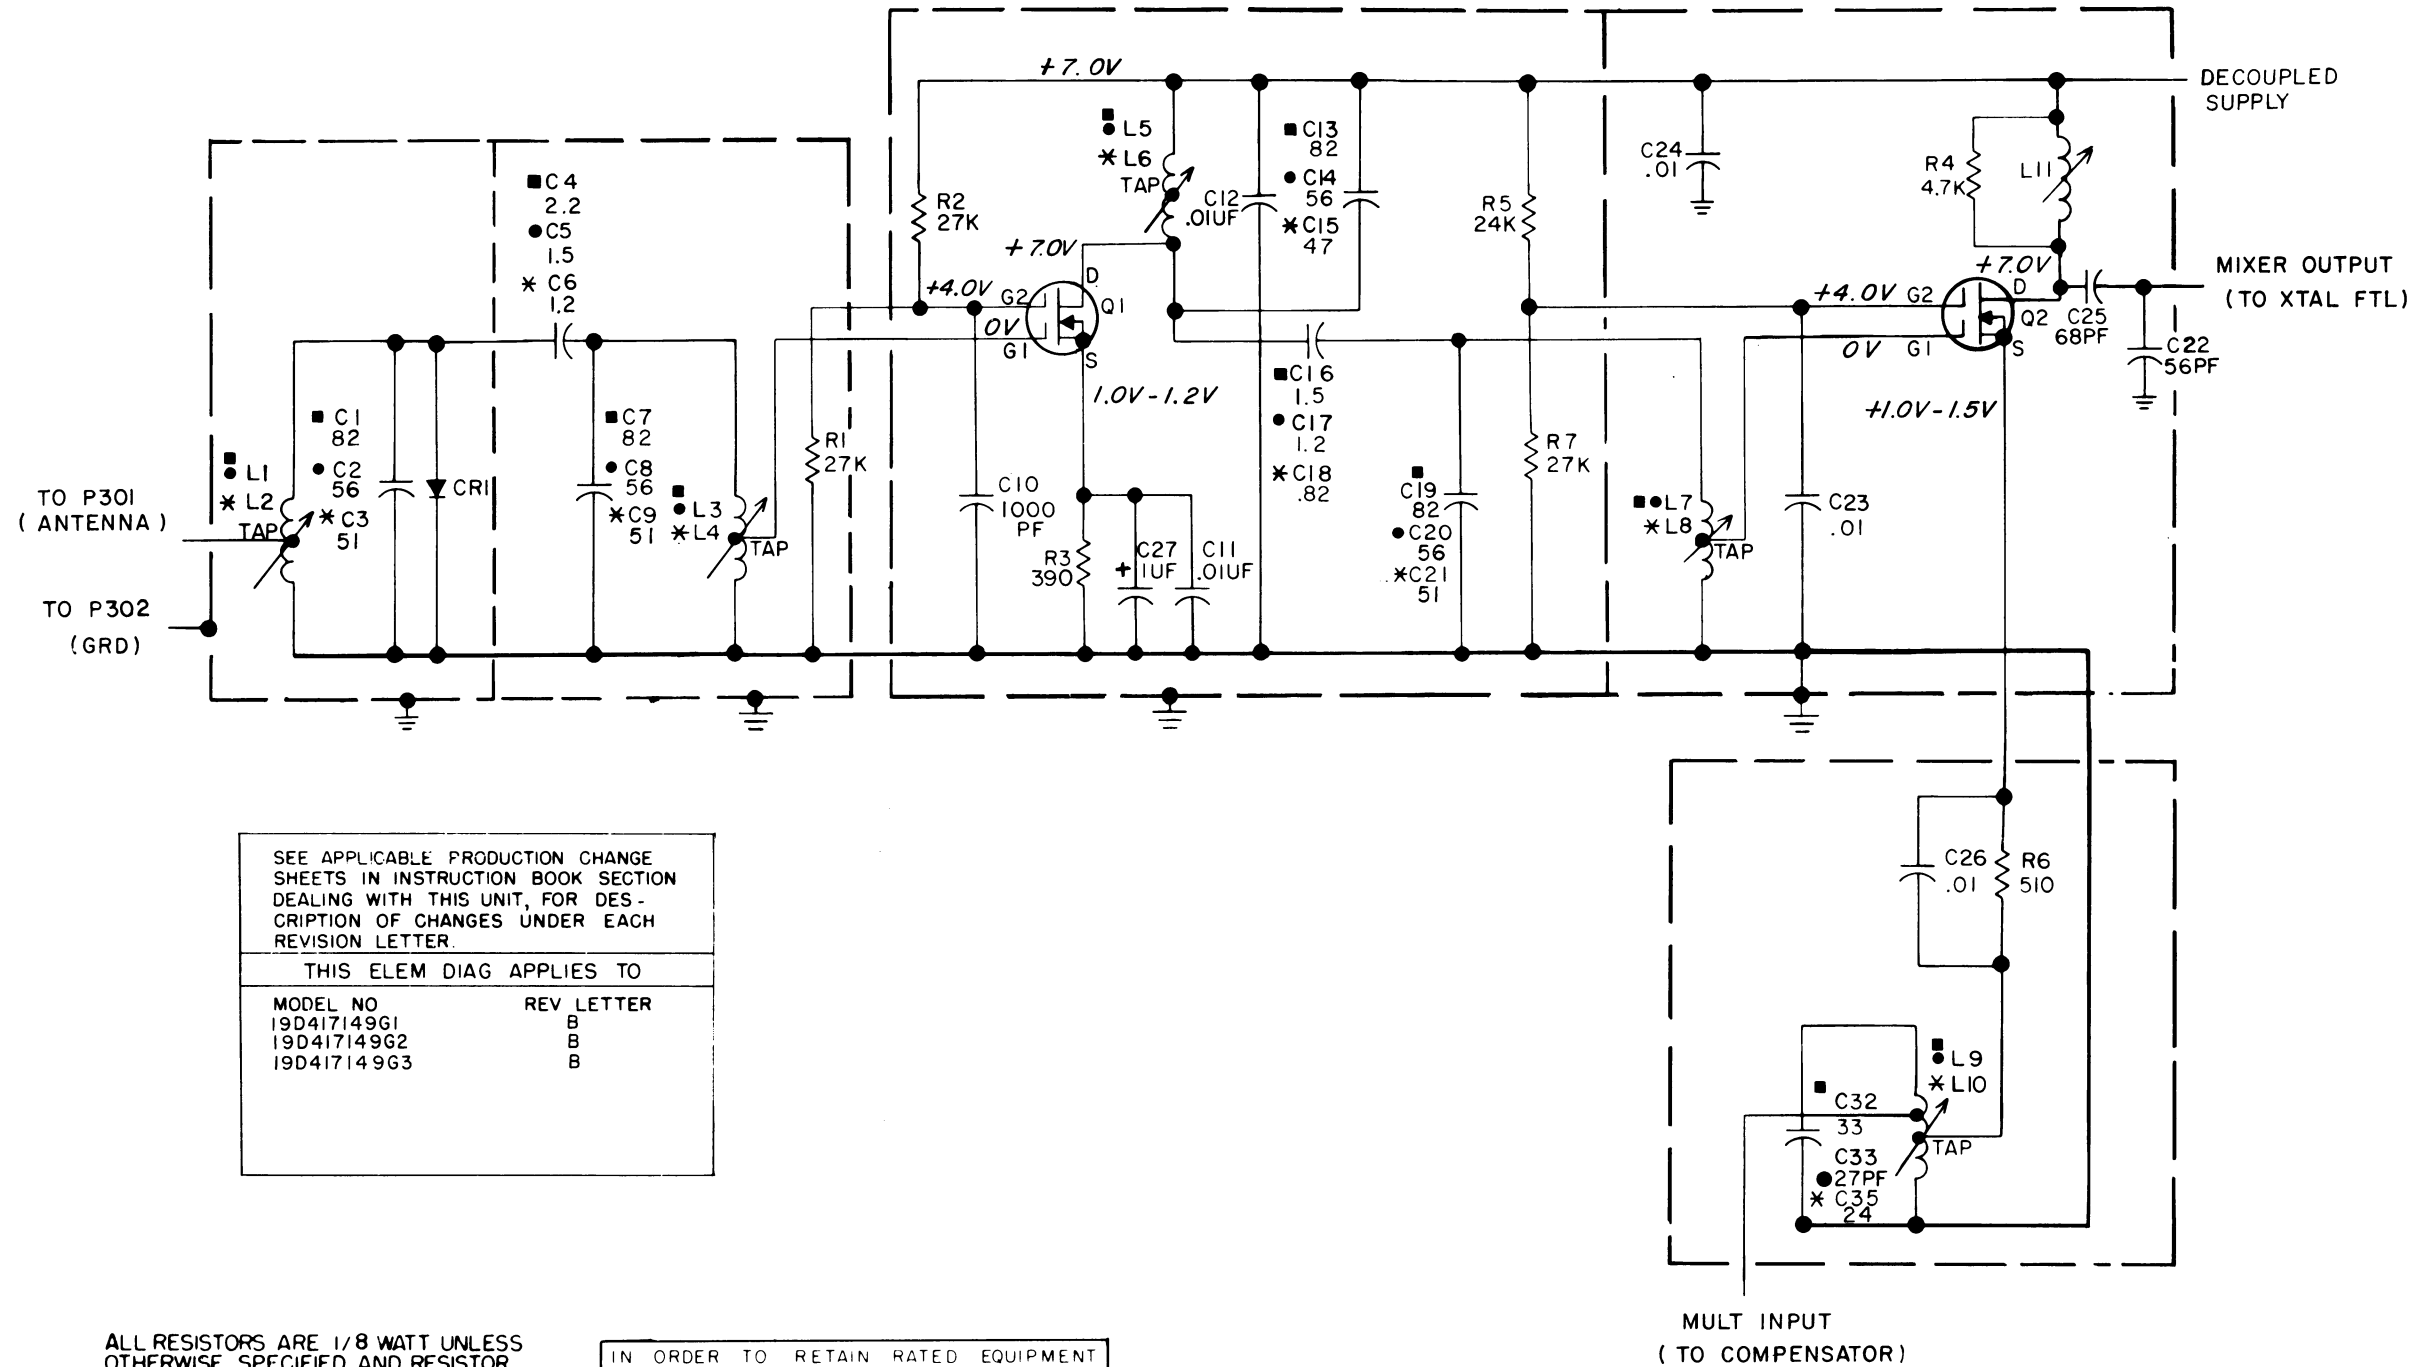 +7.0V
DECOUPLED
SUPPLY
■ ● L5
* L6
TAP
C12
.01UF
■ C13
82
● C14
56
* C15
47
C24
.01
R4
4.7K
L11
■ C4
2.2
● C5
1.5
* C6
1.2
R2
27K
R5
24K
+7.0V
D
+4.0V
G2
Q1
0V
G1
S
1.0V-1.2V
+7.0V
D
+4.0V
G2
Q2
0V
G1
S
+1.0V-1.5V
MIXER OUTPUT
(TO XTAL FTL)
C25
68PF
C22
56PF
■ C1
82
● C2
56
* C3
51
■ ● L1
* L2
TAP
CR1
■ C7
82
● C8
56
* C9
51
■ ● L3
* L4
TAP
R1
27K
C10
1000
PF
■ C16
1.5
● C17
1.2
* C18
.82
R3
390
C27
+ 1UF
C11
.01UF
■ C19
82
● C20
56
* C21
51
R7
27K
■ ● L7
* L8
TAP
C23
.01
TO P301
(ANTENNA)
TO P302
(GRD)
SEE APPLICABLE PRODUCTION CHANGE
SHEETS IN INSTRUCTION BOOK SECTION
DEALING WITH THIS UNIT, FOR DES-
CRIPTION OF CHANGES UNDER EACH
REVISION LETTER.
THIS ELEM DIAG APPLIES TO
MODEL NO REV LETTER
19D417149G1 B
19D417149G2 B
19D417149G3 B
C26
.01
R6
510
■ ● L9
* L10
TAP
■ C32
33
C33
● 27PF
* C35
24
MULT INPUT
(TO COMPENSATOR)
ALL RESISTORS ARE 1/8 WATT UNLESS
OTHERWISE SPECIFIED AND RESISTOR
IN ORDER TO RETAIN RATED EQUIPMENT